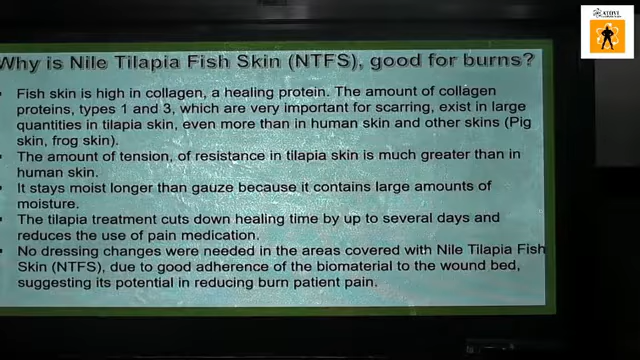 Why is Nile Tilapia Fish Skin (NTFS), good for burns?
Fish skin is high in collagen, a healing protein. The amount of collagen
proteins, types 1 and 3, which are very important for scarring, exist in large
quantities in tilapia skin, even more than in human skin and other skins (Pig
skin, frog skin).
The amount of tension, of resistance in tilapia skin is much greater than in
human skin.
It stays moist longer than gauze because it contains large amounts of
moisture.
The tilapia treatment cuts down healing time by up to several days and
reduces the use of pain medication.
No dressing changes were needed in the areas covered with Nile Tilapia Fish
Skin (NTFS), due to good adherence of the biomaterial to the wound bed,
suggesting its potential in reducing burn patient pain.